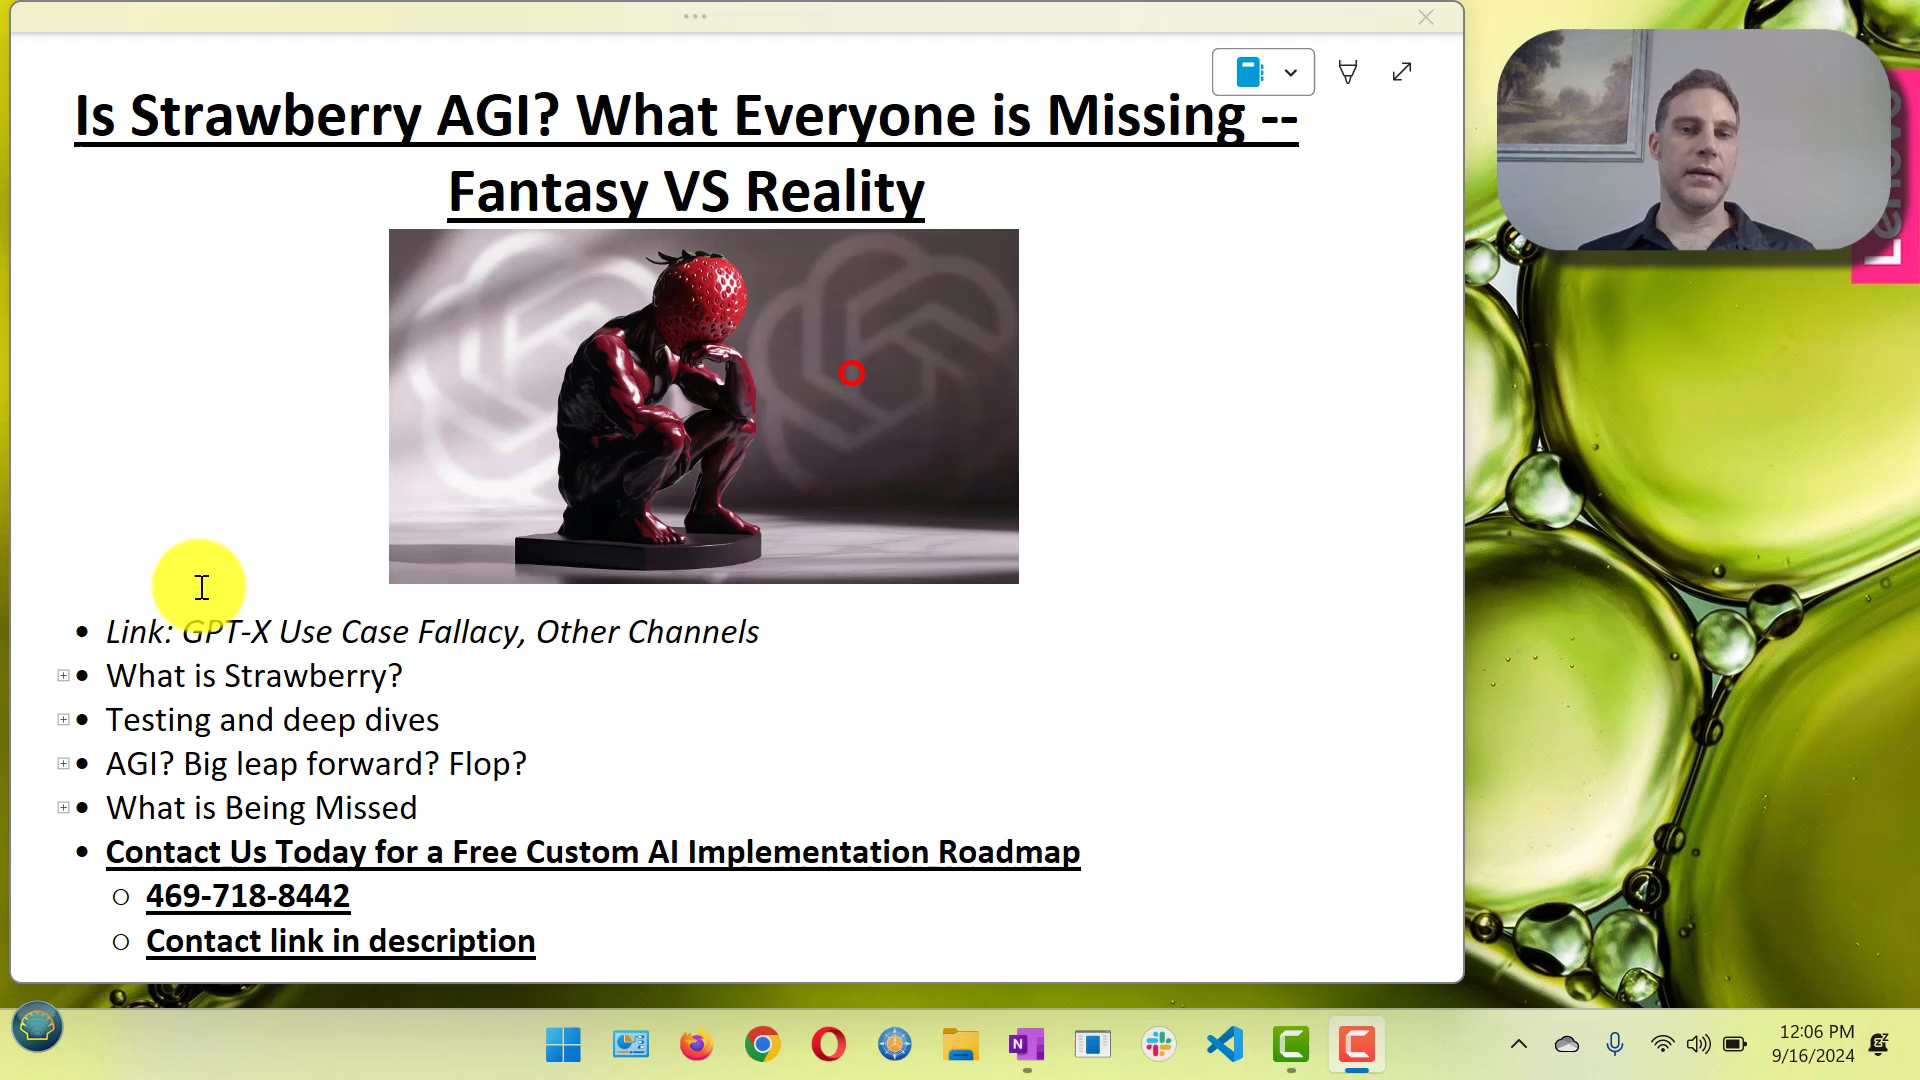 Is Strawberry AGI? What Everyone is Missing --
Fantasy VS Reality
Link: GPT-X Use Case Fallacy, Other Channels
What is Strawberry?
Testing and deep dives
AGI? Big leap forward? Flop?
What is Being Missed
Contact Us Today for a Free Custom AI Implementation Roadmap
469-718-8442
Contact link in description
Lenovo
12:06 PM
9/16/2024